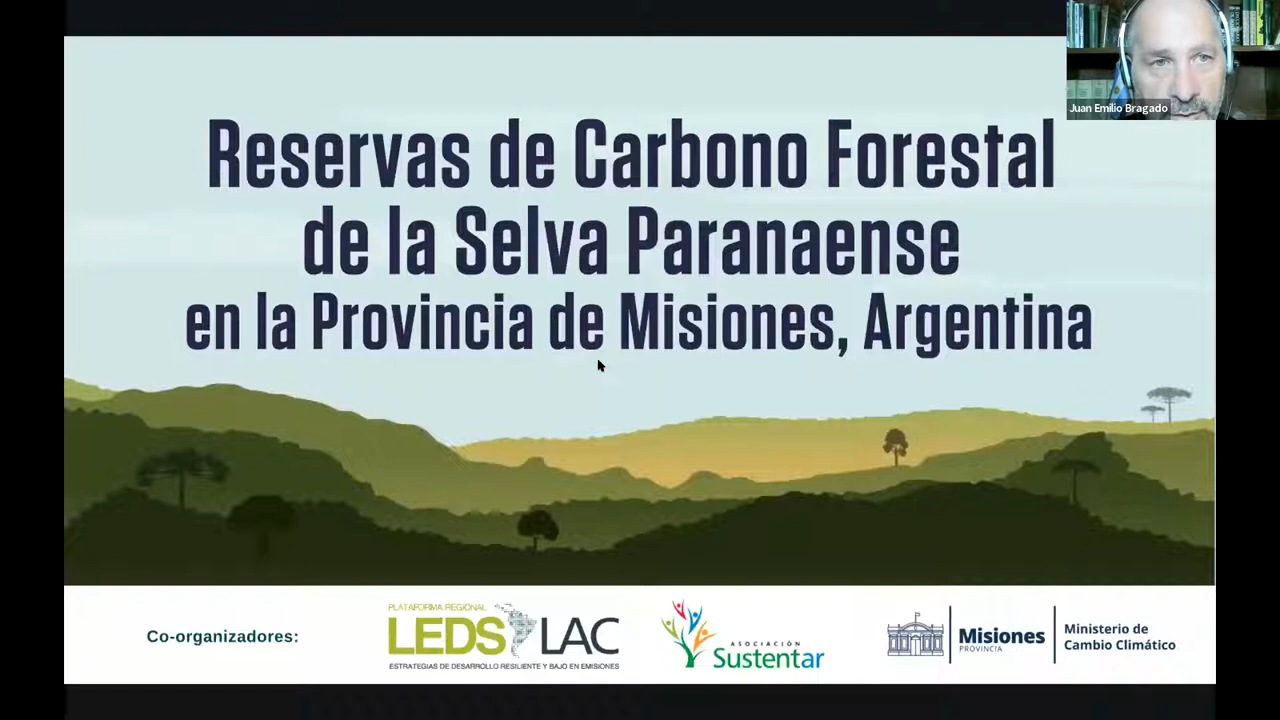 Reservas de Carbono Forestal
de la Selva Paranaense
en la Provincia de Misiones, Argentina
Juan Emilio Bragado
Co-organizadores:
PLATAFORMA REGIONAL
LEDS LAC
ESTRATEGIAS DE DESARROLLO RESILIENTE Y BAJO EN EMISIONES
ASOCIACIÓN
Sustentar
Misiones
PROVINCIA
Ministerio de
Cambio Climático